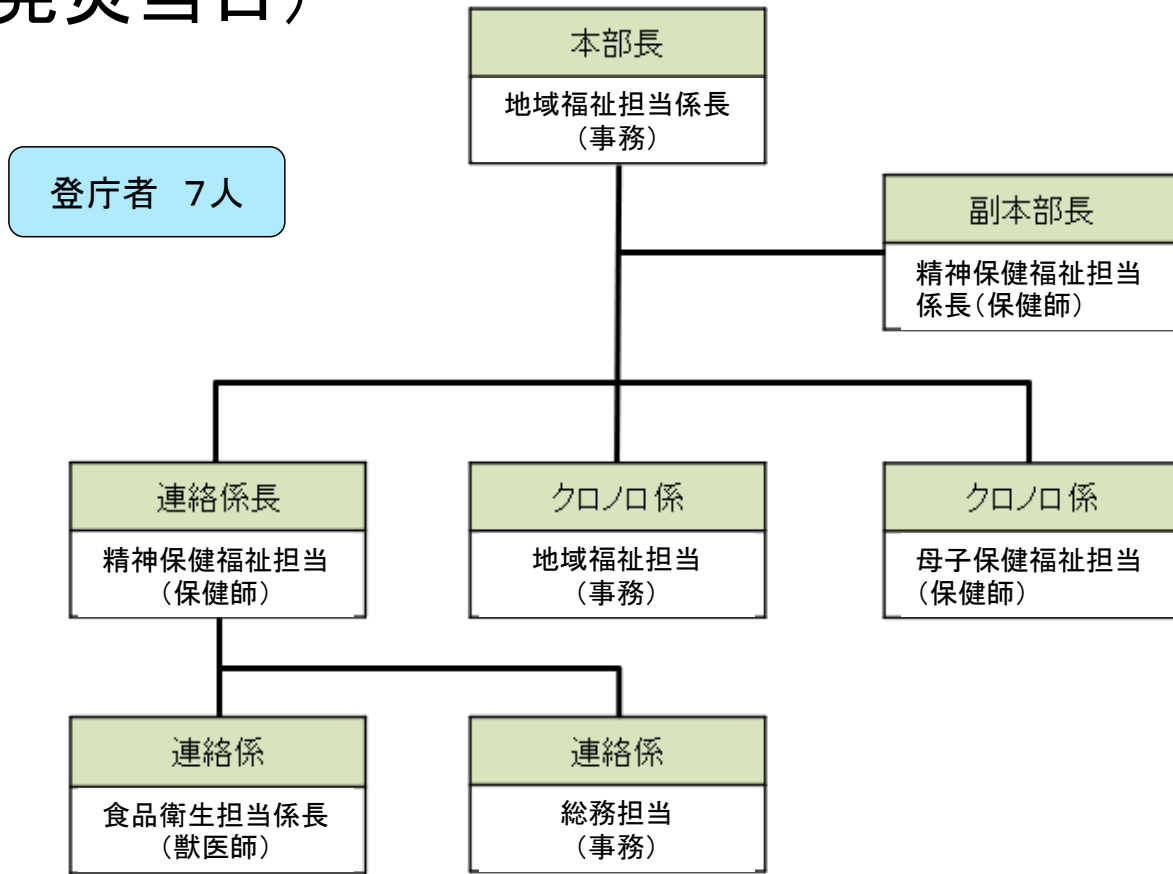 発災当日）
本部長
地域福祉担当係長
（事務）
登庁者　7人
副本部長
精神保健福祉担当
係長（保健師）
連絡係長
精神保健福祉担当
（保健師）
クロノロ係
地域福祉担当
（事務）
クロノロ係
母子保健福祉担当
（保健師）
連絡係
食品衛生担当係長
（獣医師）
連絡係
総務担当
（事務）